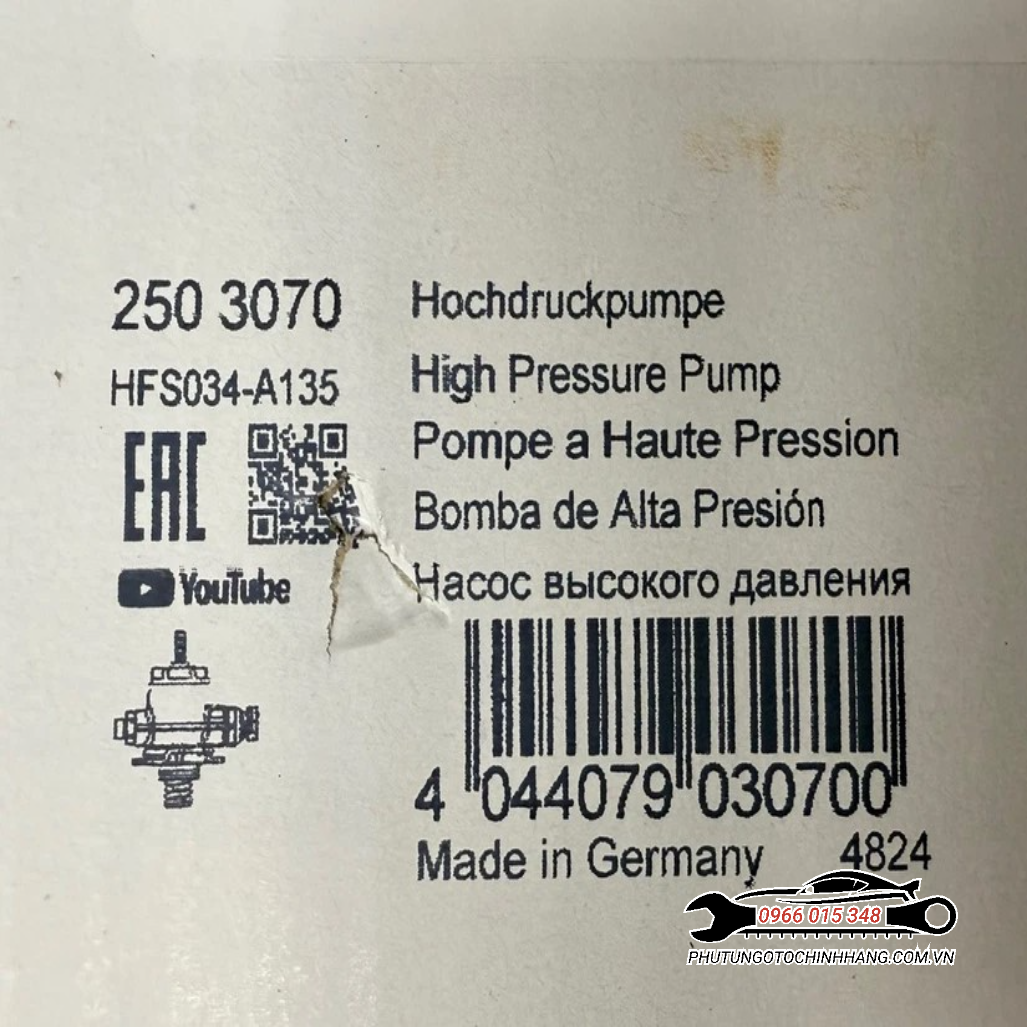 250 3070
HFS034-A135
EAC
YouTube
Hochdruckpumpe
High Pressure Pump
Pompe a Haute Pression
Bomba de Alta Presión
Насос высокого давления
4 044079 030700
Made in Germany 4824
0966 015 348
PHUTUNGOTOCHINHHANG.COM.VN